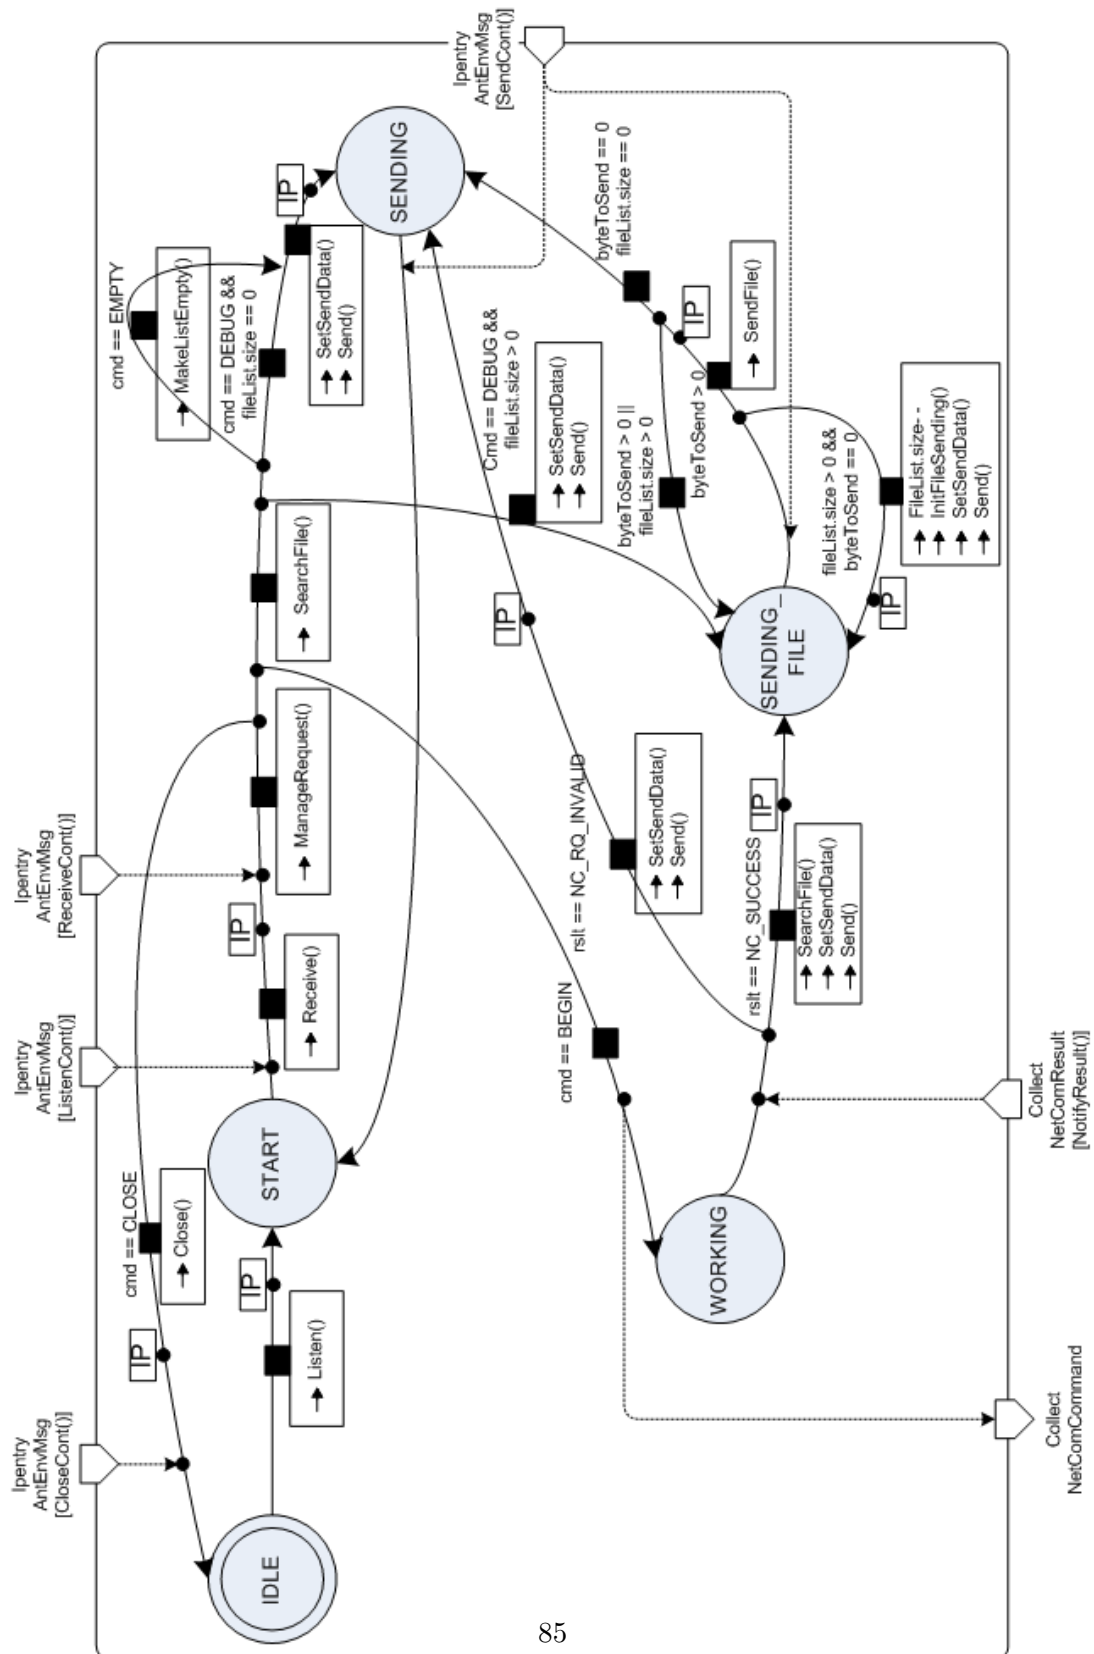 Ipentry
AntEnvMsg
[CloseCont()]
Ipentry
AntEnvMsg
[ListenCont()]
Ipentry
AntEnvMsg
[ReceiveCont()]
IDLE
IP
Listen()
IP
cmd == CLOSE
Close()
START
Receive()
IP
ManageRequest()
SearchFile()
cmd == EMPTY
MakeListEmpty()
cmd == DEBUG &&
fileList.size == 0
SetSendData()
Send()
IP
SENDING
Ipentry
AntEnvMsg
[SendCont()]
Cmd == DEBUG &&
fileList.size > 0
SetSendData()
Send()
IP
rslt == NC_RQ_INVALID
SetSendData()
Send()
cmd == BEGIN
WORKING
rslt == NC_SUCCESS
SearchFile()
SetSendData()
Send()
IP
SENDING_
FILE
byteToSend > 0 ||
fileList.size > 0
byteToSend > 0
byteToSend == 0
fileList.size == 0
IP
SendFile()
fileList.size > 0 &&
byteToSend == 0
FileList.size--
InitFileSending()
SetSendData()
Send()
IP
Collect
NetComCommand
Collect
NetComResult
[NotifyResult()]
85